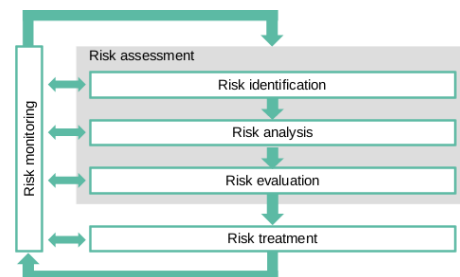 Risk assessment
Risk identification
Risk analysis
Risk evaluation
Risk treatment
Risk monitoring